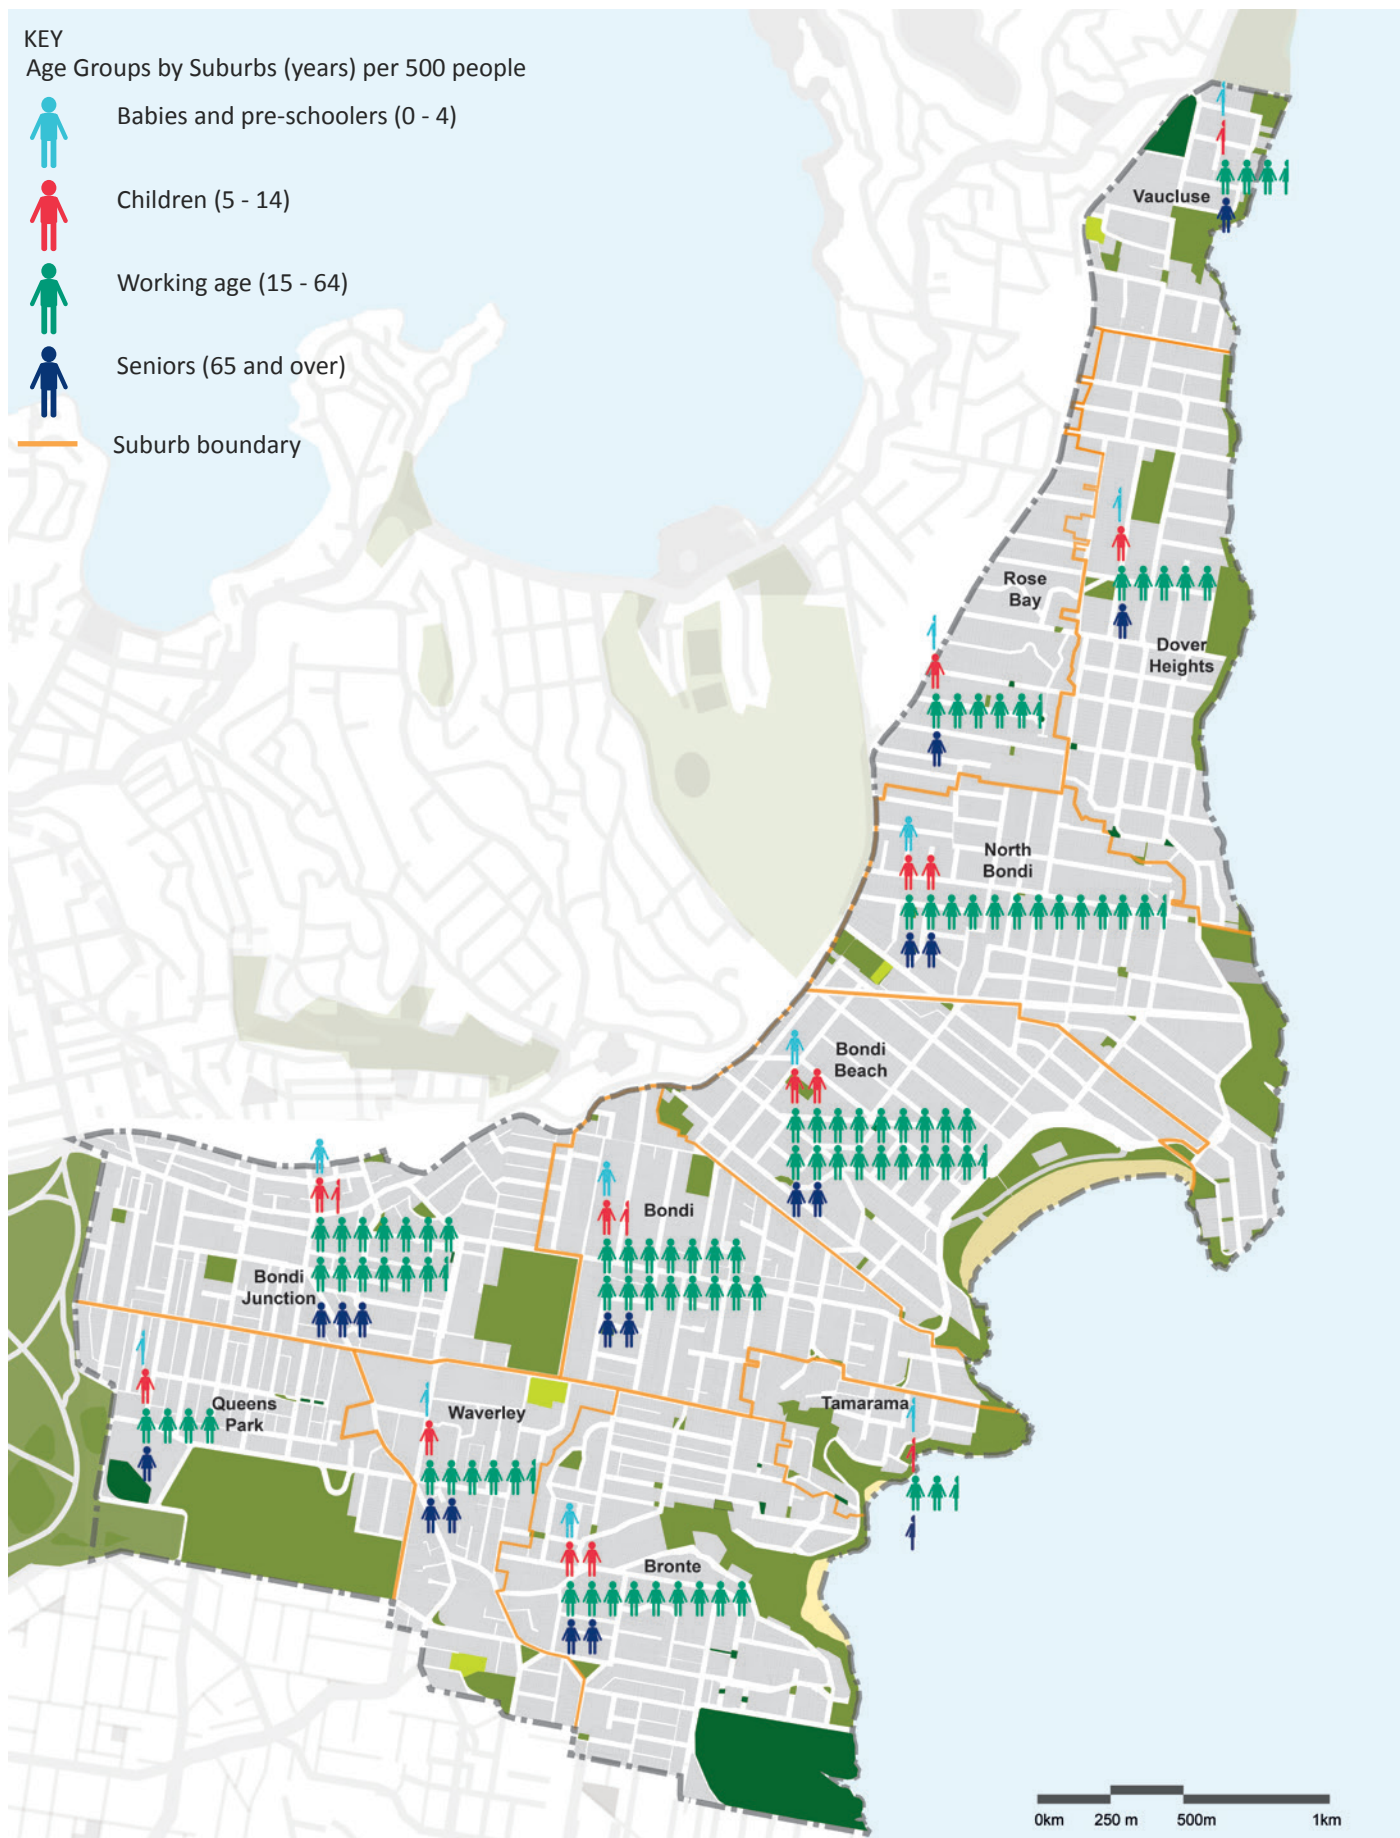 KEY
Age Groups by Suburbs (years) per 500 people
Babies and pre-schoolers (0 - 4)
Children (5 - 14)
Working age (15 - 64)
Seniors (65 and over)
Suburb boundary
Vaucluse
Rose
Bay
Dover
Heights
North
Bondi
Bondi
Beach
Bondi
Bondi
Junction
Queens
Park
Waverley
Tamarama
Bronte
0km 250 m 500m 1km